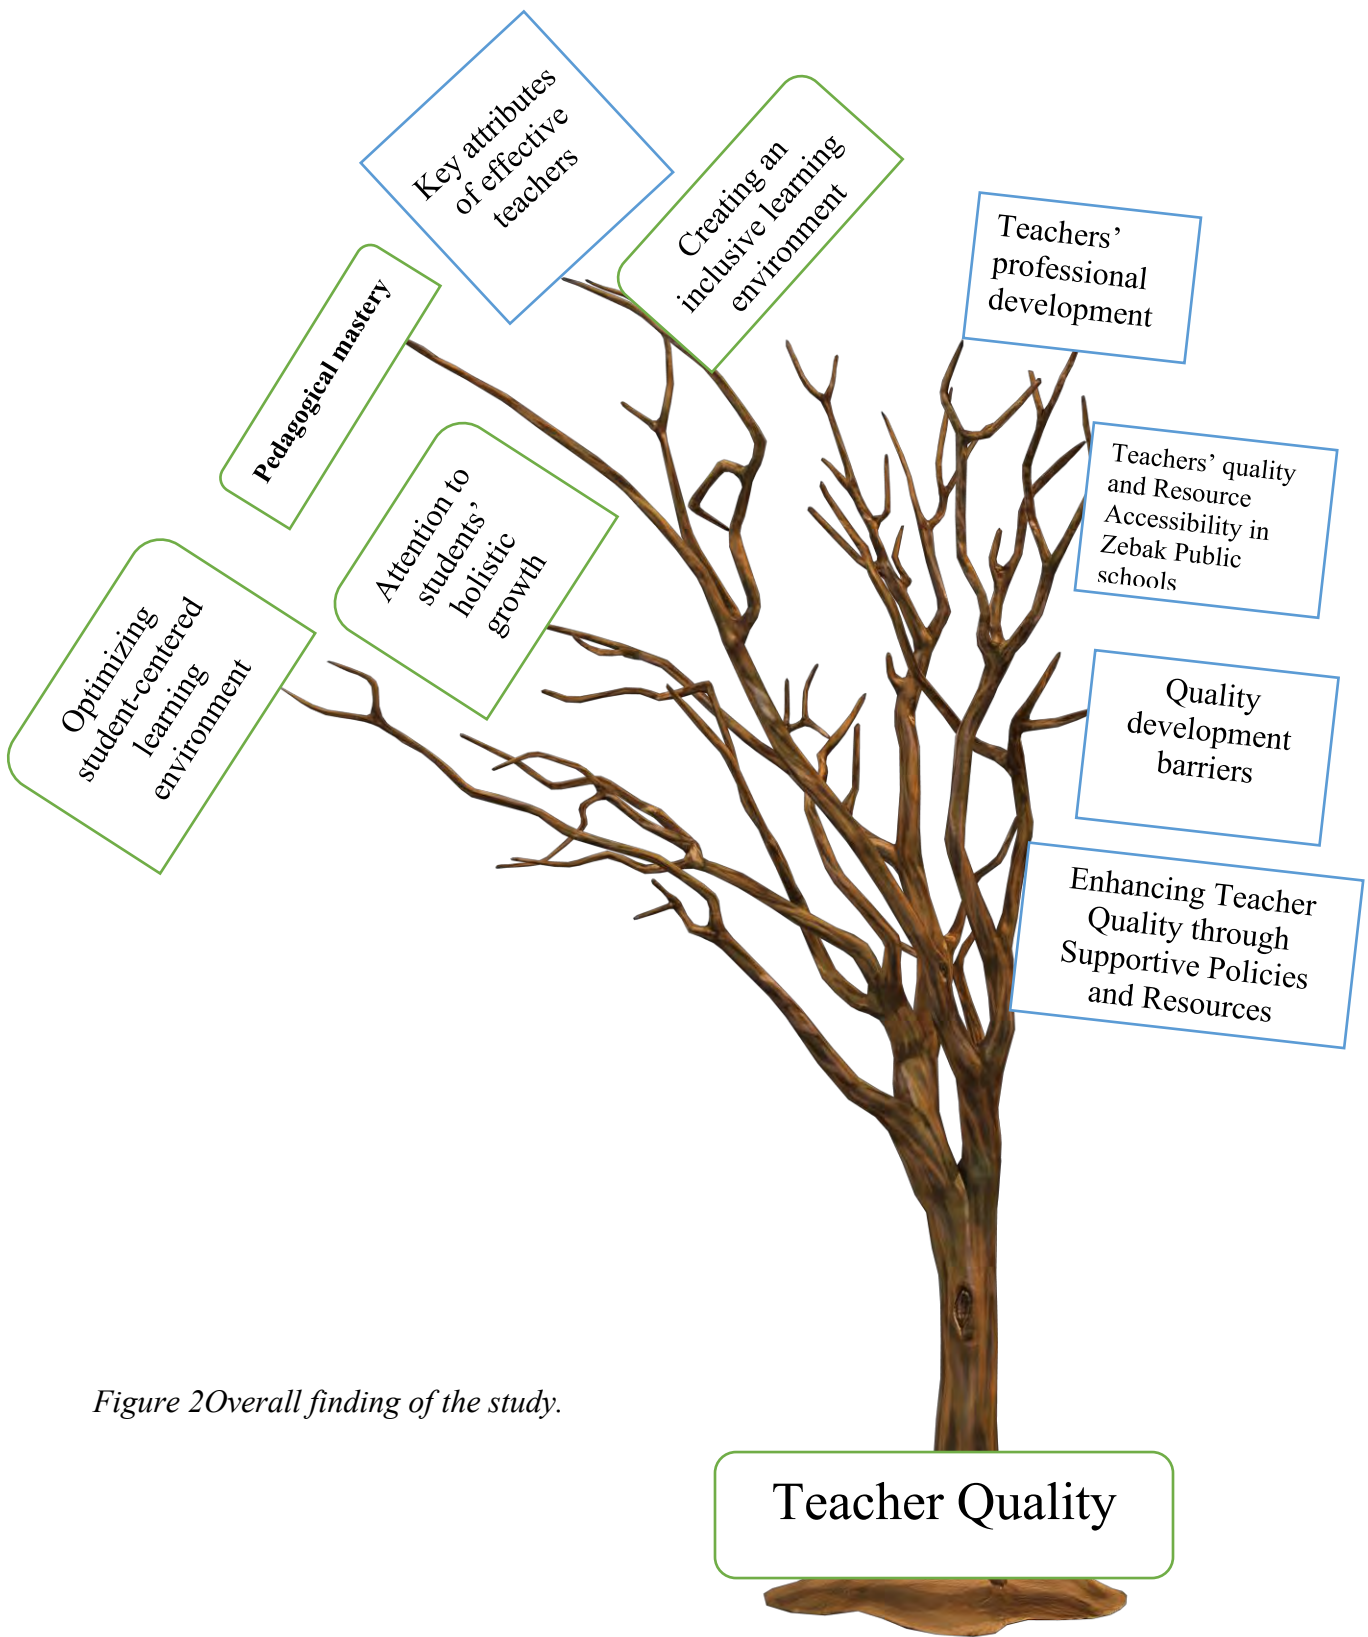 Key attributes
of effective
teachers
Creating an
inclusive learning
environment
Teachers’
professional
development
Pedagogical mastery
Attention to
students’
holistic
growth
Teachers’ quality
and Resource
Accessibility in
Zebak Public
schools
Optimizing
student-centered
learning
environment
Quality
development
barriers
Enhancing Teacher
Quality through
Supportive Policies
and Resources
Figure 2Overall finding of the study.
Teacher Quality